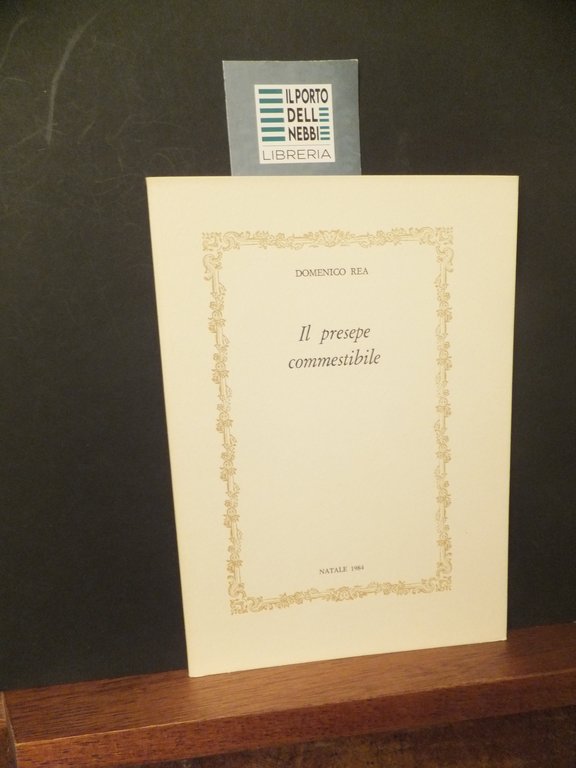 IL PORTO
DELLE
NEBBIE
LIBRERIA
DOMENICO REA
Il presepe
commestibile
NATALE 1984